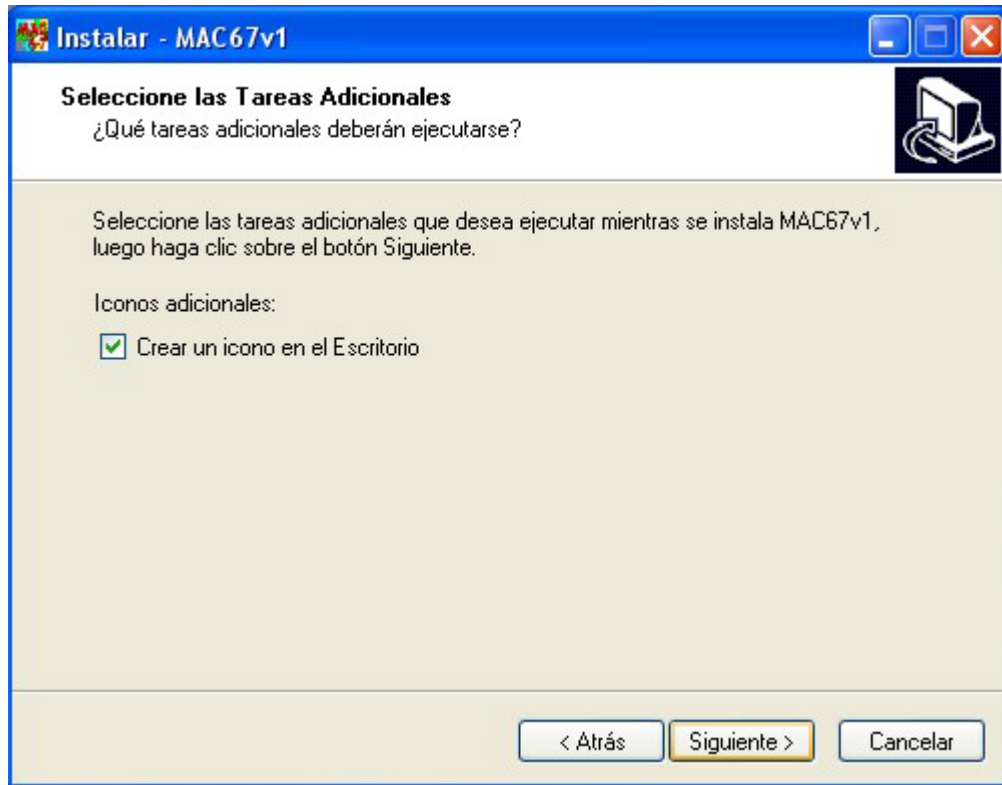 Instalar - MAC67v1
Seleccione las Tareas Adicionales
¿Qué tareas adicionales deberán ejecutarse?
Seleccione las tareas adicionales que desea ejecutar mientras se instala MAC67v1,
luego haga clic sobre el botón Siguiente.
Iconos adicionales:
Crear un icono en el Escritorio
< Atrás
Siguiente >
Cancelar